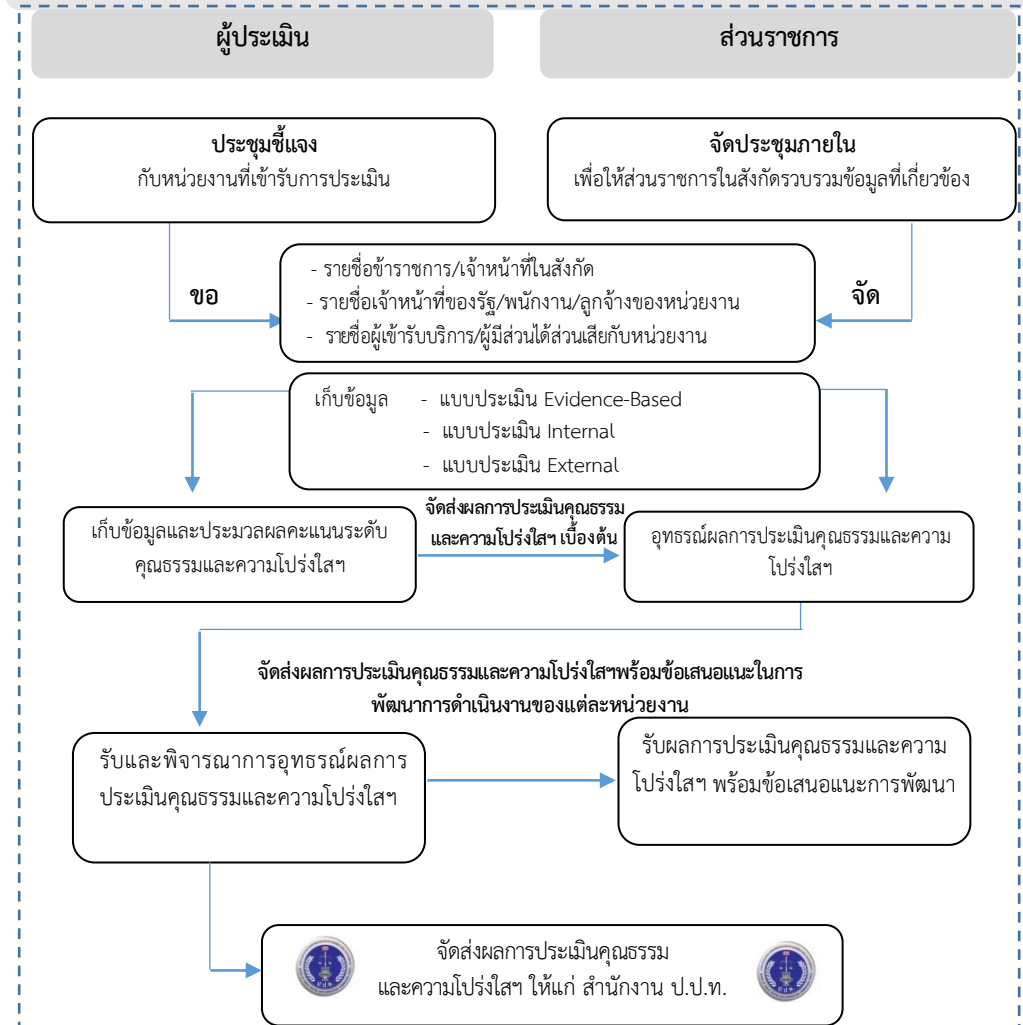 ผู้ประเมิน
ส่วนราชการ
ประชุมชี้แจง
กับหน่วยงานที่เข้ารับการประเมิน
จัดประชุมภายใน
เพื่อให้ส่วนราชการในสังกัดรวบรวมข้อมูลที่เกี่ยวข้อง
ขอ
- รายชื่อข้าราชการ/เจ้าหน้าที่ในสังกัด
- รายชื่อเจ้าหน้าที่ของรัฐ/พนักงาน/ลูกจ้างของหน่วยงาน
- รายชื่อผู้เข้ารับบริการ/ผู้มีส่วนได้ส่วนเสียกับหน่วยงาน
จัด
เก็บข้อมูล - แบบประเมิน Evidence-Based
- แบบประเมิน Internal
- แบบประเมิน External
เก็บข้อมูลและประมวลผลคะแนนระดับ
คุณธรรมและความโปร่งใสฯ
จัดส่งผลการประเมินคุณธรรม
และความโปร่งใสฯ เบื้องต้น
อุทธรณ์ผลการประเมินคุณธรรมและความ
โปร่งใสฯ
จัดส่งผลการประเมินคุณธรรมและความโปร่งใสฯพร้อมข้อเสนอแนะในการ
พัฒนาการดำเนินงานของแต่ละหน่วยงาน
รับและพิจารณาการอุทธรณ์ผลการ
ประเมินคุณธรรมและความโปร่งใสฯ
รับผลการประเมินคุณธรรมและความ
โปร่งใสฯ พร้อมข้อเสนอแนะการพัฒนา
จัดส่งผลการประเมินคุณธรรม
และความโปร่งใสฯ ให้แก่ สำนักงาน ป.ป.ท.